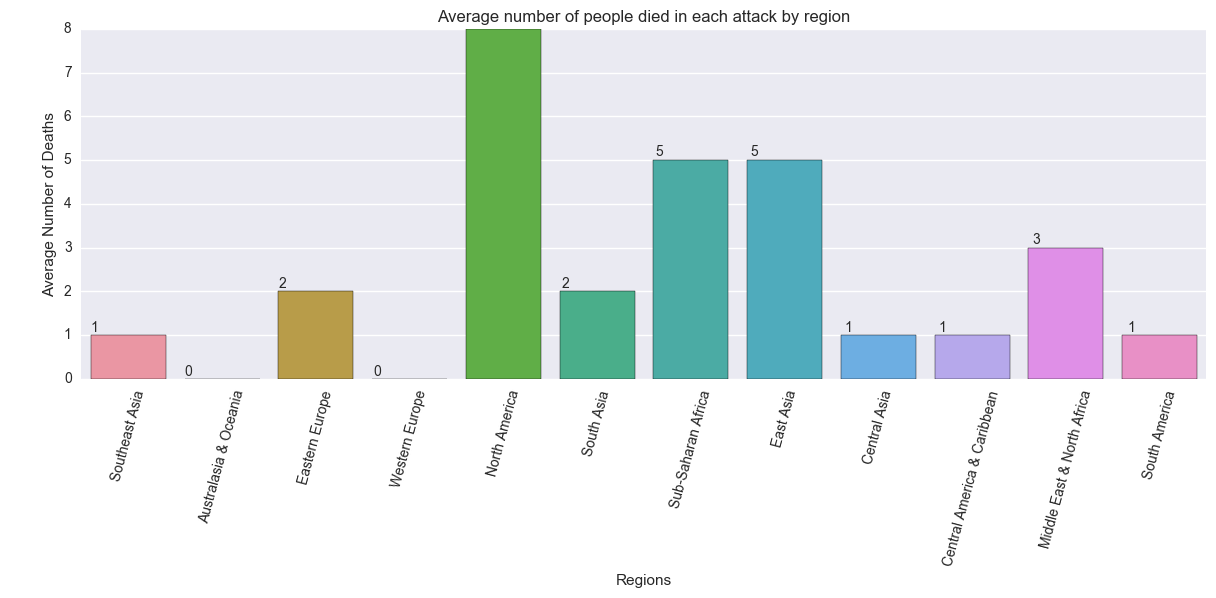 Average number of people died in each attack by region
Average Number of Deaths
8
7
6
5
4
3
2
1
0
1
0
2
0
2
5
5
1
1
3
1
Southeast Asia
Australasia & Oceania
Eastern Europe
Western Europe
North America
South Asia
Sub-Saharan Africa
East Asia
Central Asia
Central America & Caribbean
Middle East & North Africa
South America
Regions